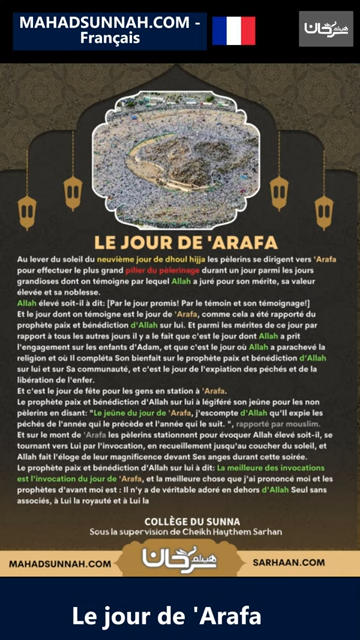 MAHADSUNNAH.COM -
Français
هيثم سرحان
LE JOUR DE 'ARAFA
Au lever du soleil du neuvième jour de dhoul hijja les pèlerins se dirigent vers 'Arafa
pour effectuer le plus grand pilier du pèlerinage durant un jour parmi les jours
grandioses dont on témoigne par lequel Allah a juré pour son mérite, sa valeur
élevée et sa noblesse.
Allah élevé soit-il à dit: [Par le jour promis! Par le témoin et son témoignage!]
Et le jour dont on témoigne est le jour de 'Arafa, comme cela a été rapporté du
prophète paix et bénédiction d'Allah sur lui. Et parmi les mérites de ce jour par
rapport à tous les autres jours il y a le fait que c'est le jour dont Allah a prit
l'engagement sur les enfants d'Adam, et que c'est le jour où Allah a parachevé la
religion et où Il compléta Son bienfait sur le prophète paix et bénédiction d'Allah
sur lui et sur Sa communauté, et c'est le jour de l'expiation des péchés et de la
libération de l'enfer.
Et c'est le jour de fête pour les gens en station à 'Arafa.
Le prophète paix et bénédiction d'Allah sur lui à légiféré son jeûne pour les non
pèlerins en disant: "Le jeûne du jour de 'Arafa, j'escompte d'Allah qu'Il expie les
péchés de l'année qui le précède et l'année qui le suit. ", rapporté par mouslim.
Et sur le mont de 'Arafa les pèlerins stationnent pour évoquer Allah élevé soit-il, se
tournant vers Lui par l'invocation, en recueillement jusqu'au coucher du soleil, et
Allah fait l'éloge de leur magnificence devant Ses anges durant cette soirée.
Le prophète paix et bénédiction d'Allah sur lui à dit: La meilleure des invocations
est l'invocation du jour de 'Arafa, et la meilleure chose que j'ai prononcé moi et les
prophètes d'avant moi est : Il n'y a de véritable adoré en dehors d'Allah Seul sans
associés, à Lui la royauté et à Lui la
COLLÈGE DU SUNNA
Sous la supervision de Cheikh Haythem Sarhan
MAHADSUNNAH.COM
هيثم سرحان
SARHAAN.COM
Le jour de 'Arafa